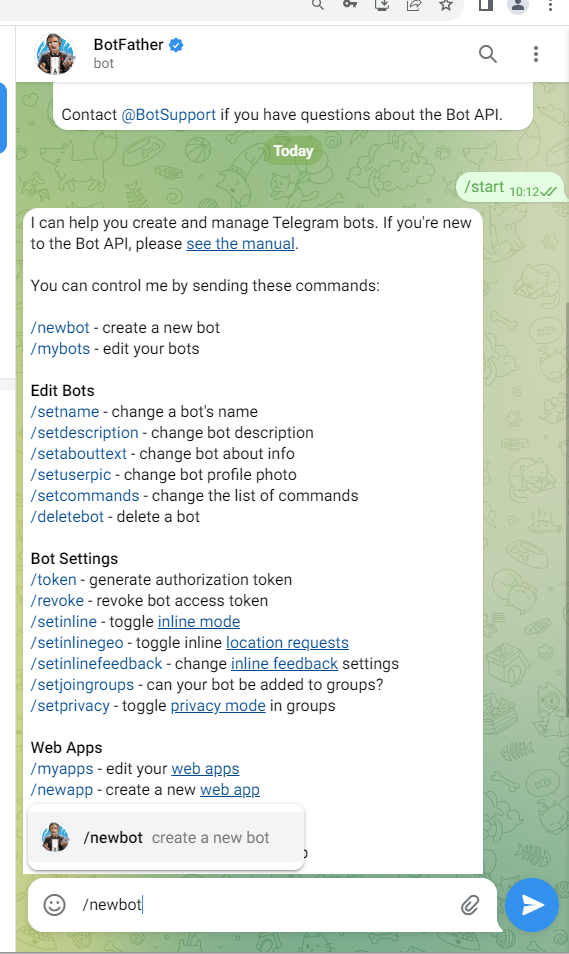 BotFather
bot
Contact @BotSupport if you have questions about the Bot API.
Today
/start 10:12
I can help you create and manage Telegram bots. If you're new
to the Bot API, please see the manual.
You can control me by sending these commands:
/newbot - create a new bot
/mybots - edit your bots
Edit Bots
/setname - change a bot's name
/setdescription - change bot description
/setabouttext - change bot about info
/setuserpic - change bot profile photo
/setcommands - change the list of commands
/deletebot - delete a bot
Bot Settings
/token - generate authorization token
/revoke - revoke bot access token
/setinline - toggle inline mode
/setinlinegeo - toggle inline location requests
/setinlinefeedback - change inline feedback settings
/setjoingroups - can your bot be added to groups?
/setprivacy - toggle privacy mode in groups
Web Apps
/myapps - edit your web apps
/newapp - create a new web app
/newbot create a new bot
/newbot